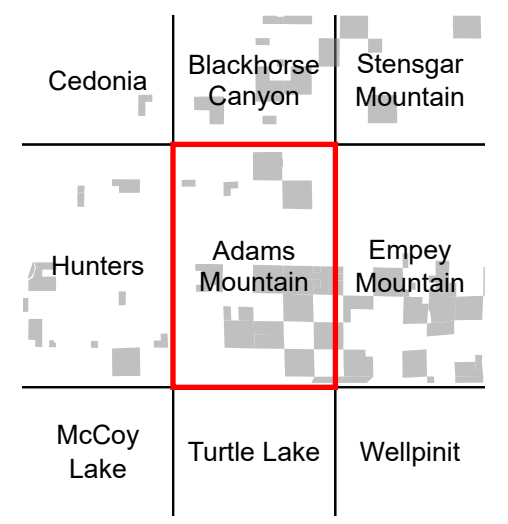 Cedonia
Blackhorse
Canyon
Stensgar
Mountain
Hunters
Adams
Mountain
Empey
Mountain
McCoy
Lake
Turtle Lake
Wellpinit